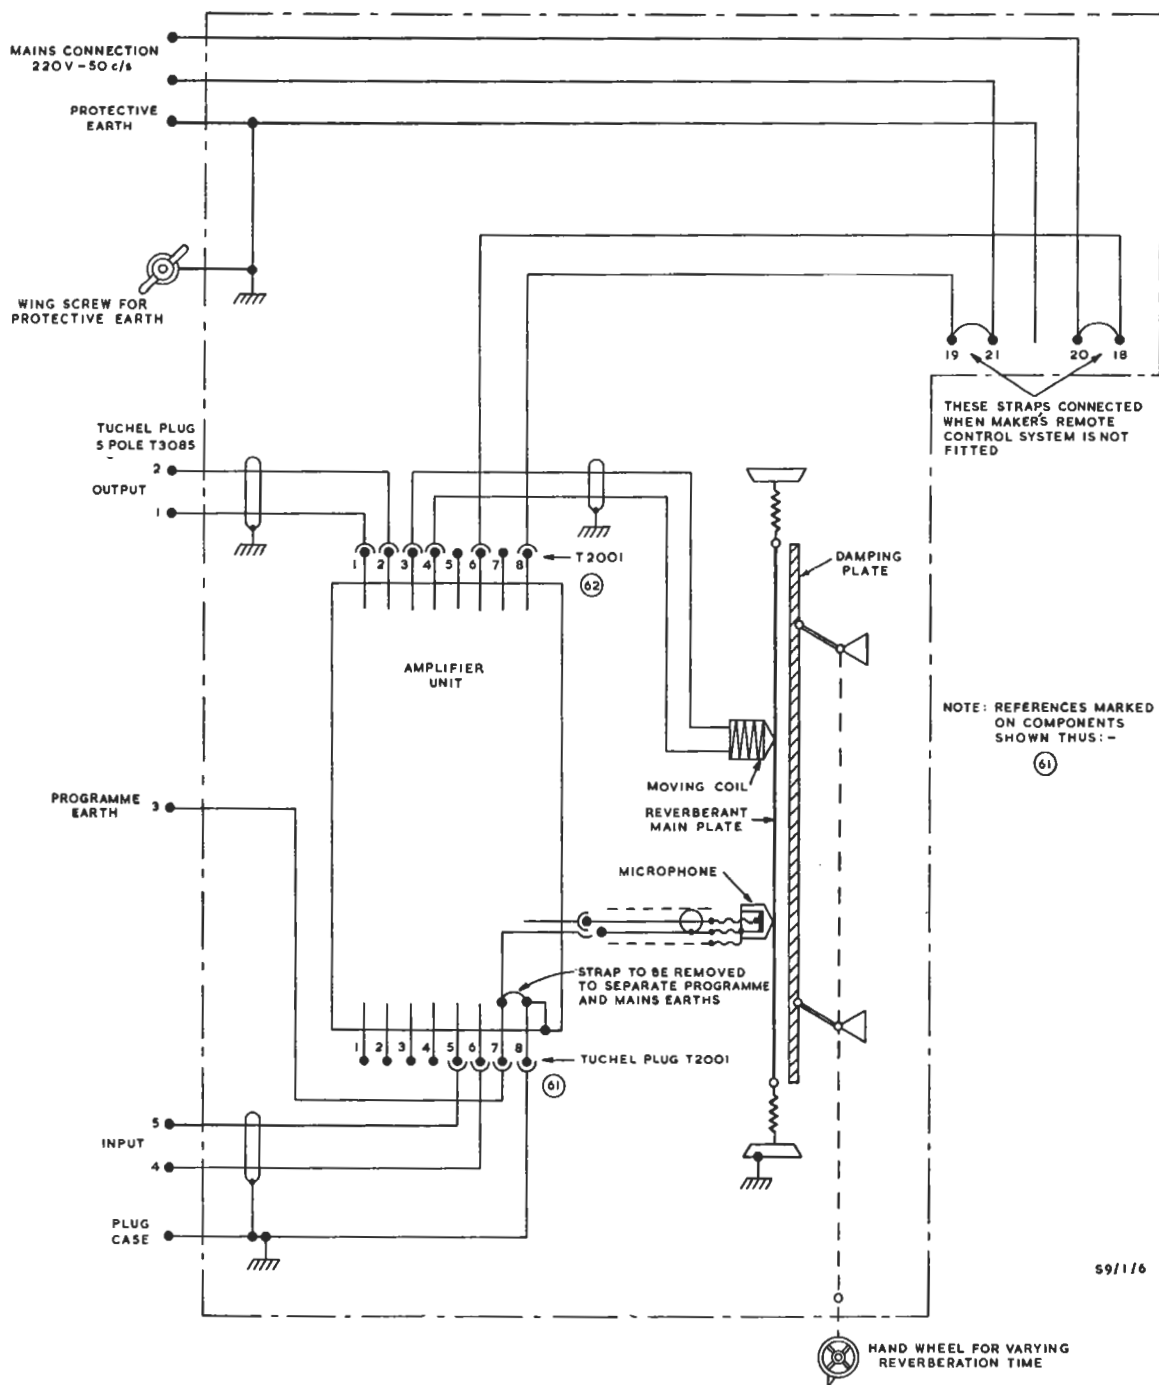 MAINS CONNECTION
220V - 50 c/s
PROTECTIVE
EARTH
WING SCREW FOR
PROTECTIVE EARTH
19 21 20 18
THESE STRAPS CONNECTED
WHEN MAKER'S REMOTE
CONTROL SYSTEM IS NOT
FITTED
TUCHEL PLUG
5 POLE T3085
2
OUTPUT
1
1 2 3 4 5 6 7 8
T2001
62
DAMPING
PLATE
AMPLIFIER
UNIT
NOTE: REFERENCES MARKED
ON COMPONENTS
SHOWN THUS:-
61
MOVING COIL
PROGRAMME
EARTH
3
REVERBERANT
MAIN PLATE
MICROPHONE
STRAP TO BE REMOVED
TO SEPARATE PROGRAMME
AND MAINS EARTHS
1 2 3 4 5 6 7 8
TUCHEL PLUG T2001
61
5
INPUT
4
PLUG
CASE
S9/1/6
HAND WHEEL FOR VARYING
REVERBERATION TIME